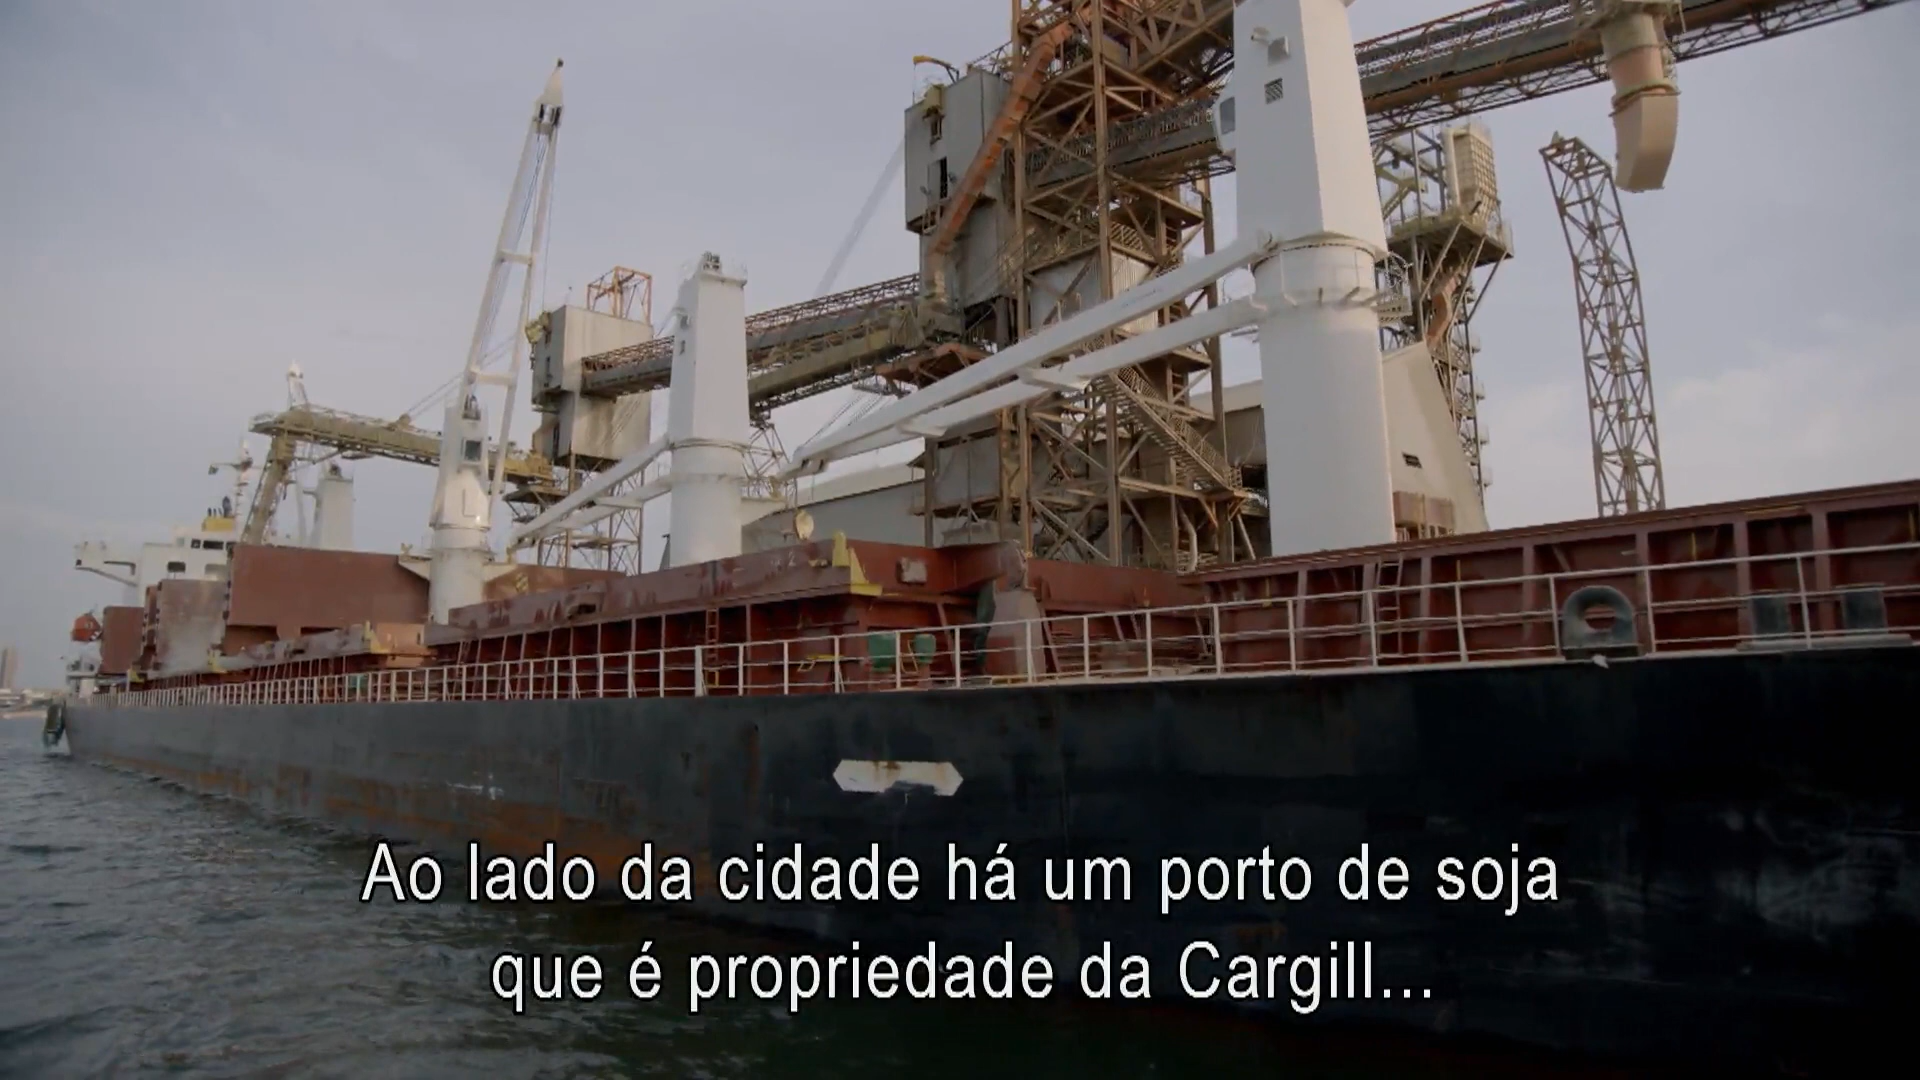 Ao lado da cidade há um porto de soja
que é propriedade da Cargill...